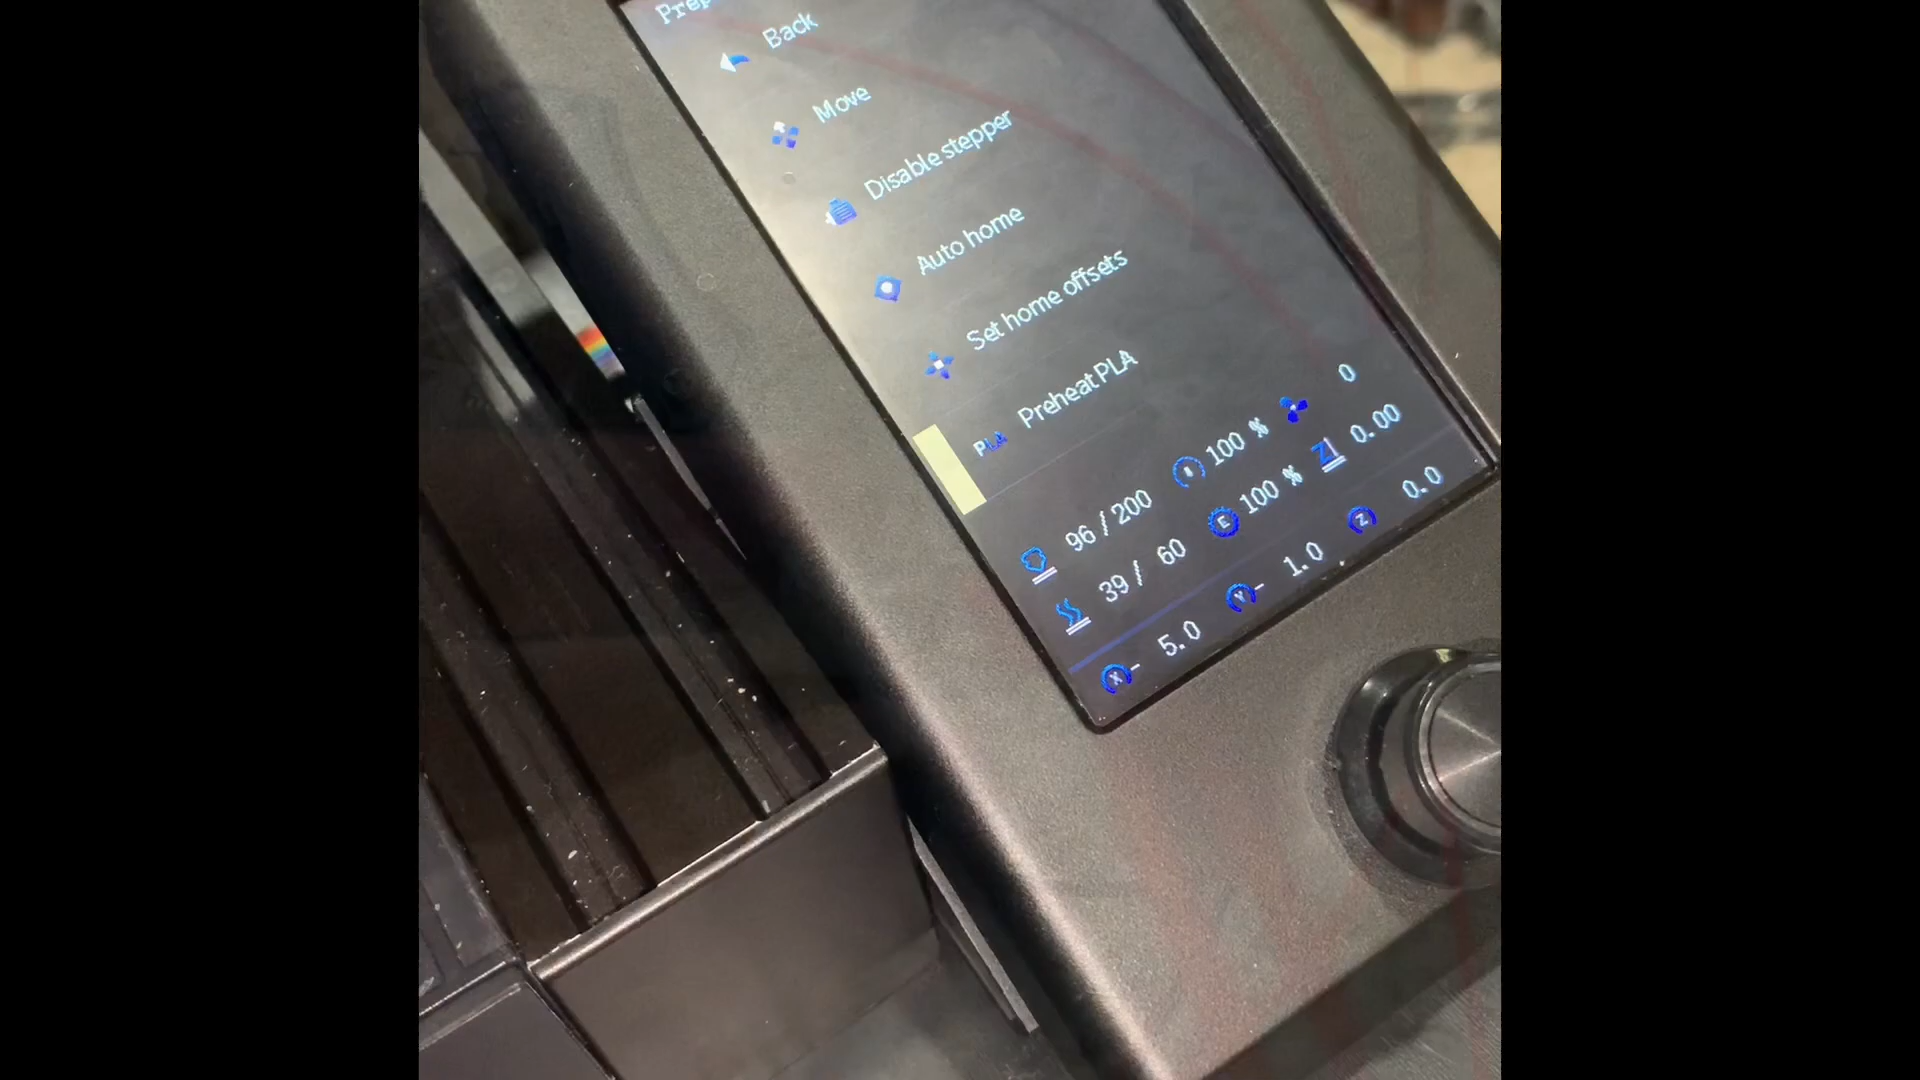 Prep
Back
Move
Disable stepper
Auto home
Set home offsets
PLA Preheat PLA
96 / 200 100 % 0
39 / 60 E 100 % Z 0.00
X - 5.0 Y - 1.0 Z 0.0